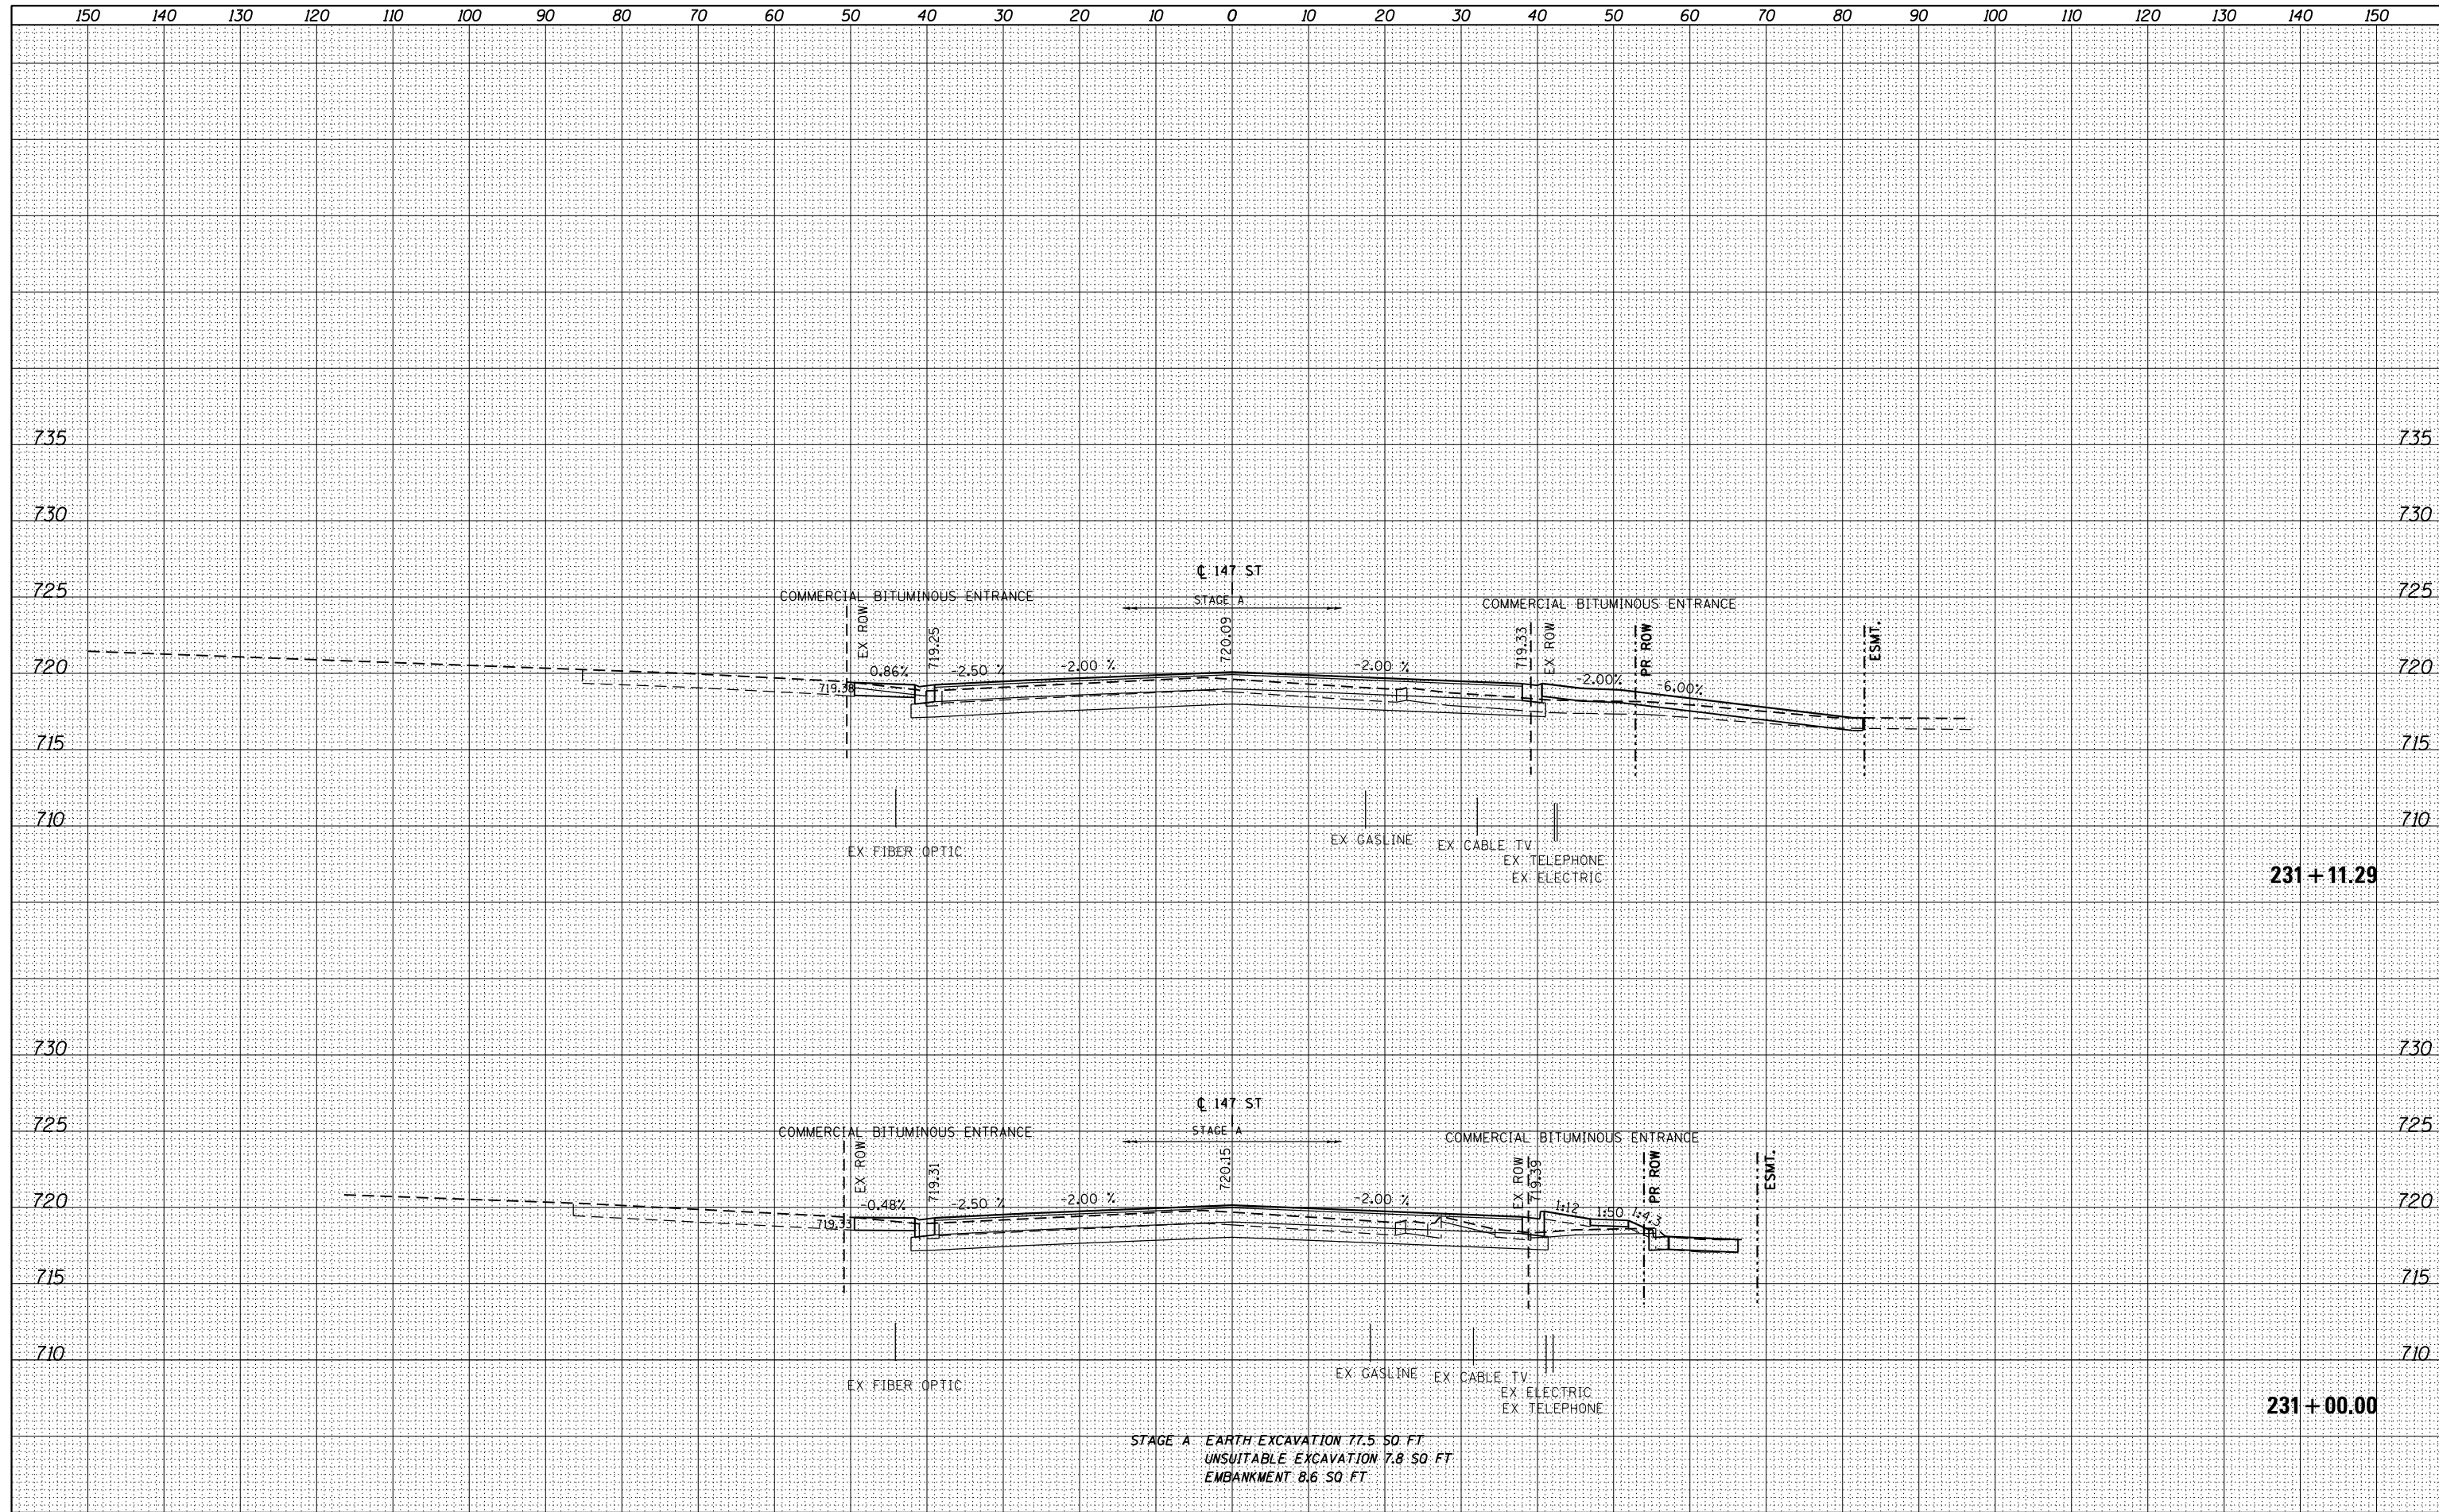 150 140 130 120 110 100 90 80 70 60 50 40 30 20 10 0 10 20 30 40 50 60 70 80 90 100 110 120 130 140 150
735 735
730 730
℄ 147 ST
725 725
COMMERCIAL BITUMINOUS ENTRANCE
STAGE A
COMMERCIAL BITUMINOUS ENTRANCE
EX ROW
719.25
720.09
719.33
EX ROW
PR ROW
ESMT.
720 720
0.86%
-2.50 %
-2.00 %
-2.00 %
-2.00%
-6.00%
719.38
715 715
710 710
EX FIBER OPTIC
EX GASLINE
EX CABLE TV
EX TELEPHONE
EX ELECTRIC
231+11.29
730 730
℄ 147 ST
725 725
COMMERCIAL BITUMINOUS ENTRANCE
STAGE A
COMMERCIAL BITUMINOUS ENTRANCE
EX ROW
719.31
720.15
EX ROW
719.39
PR ROW
ESMT.
720 720
-0.48%
-2.50 %
-2.00 %
-2.00 %
1:12
1:50
1:4.3
719.33
715 715
710 710
EX FIBER OPTIC
EX GASLINE
EX CABLE TV
EX ELECTRIC
EX TELEPHONE
231+00.00
STAGE A EARTH EXCAVATION 77.5 SQ FT
UNSUITABLE EXCAVATION 7.8 SQ FT
EMBANKMENT 8.6 SQ FT